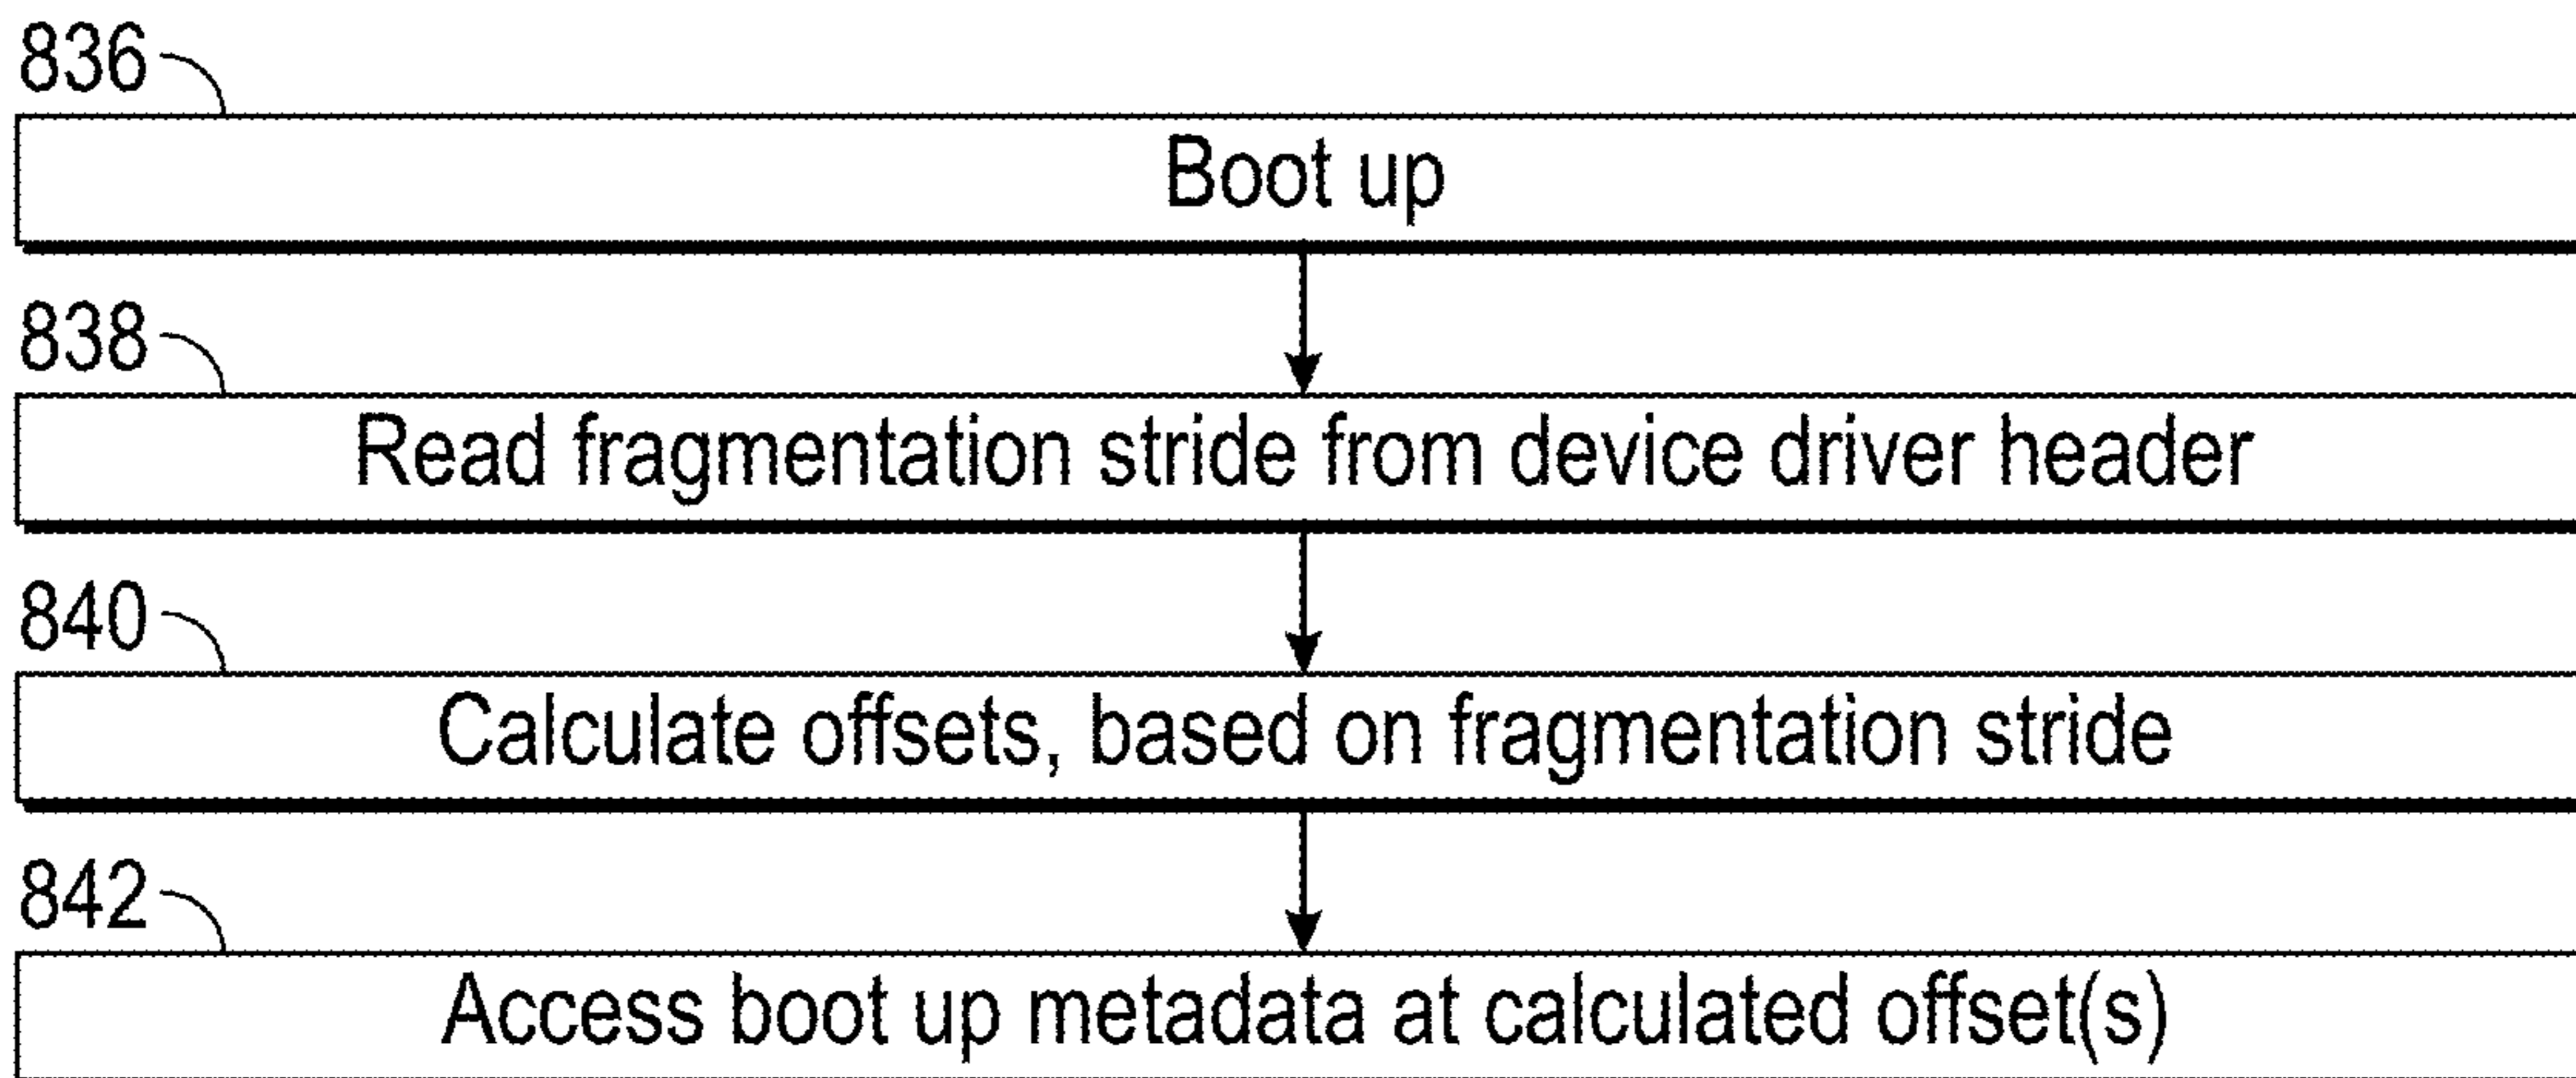 836
Boot up
838
Read fragmentation stride from device driver header
840
Calculate offsets, based on fragmentation stride
842
Access boot up metadata at calculated offset(s)